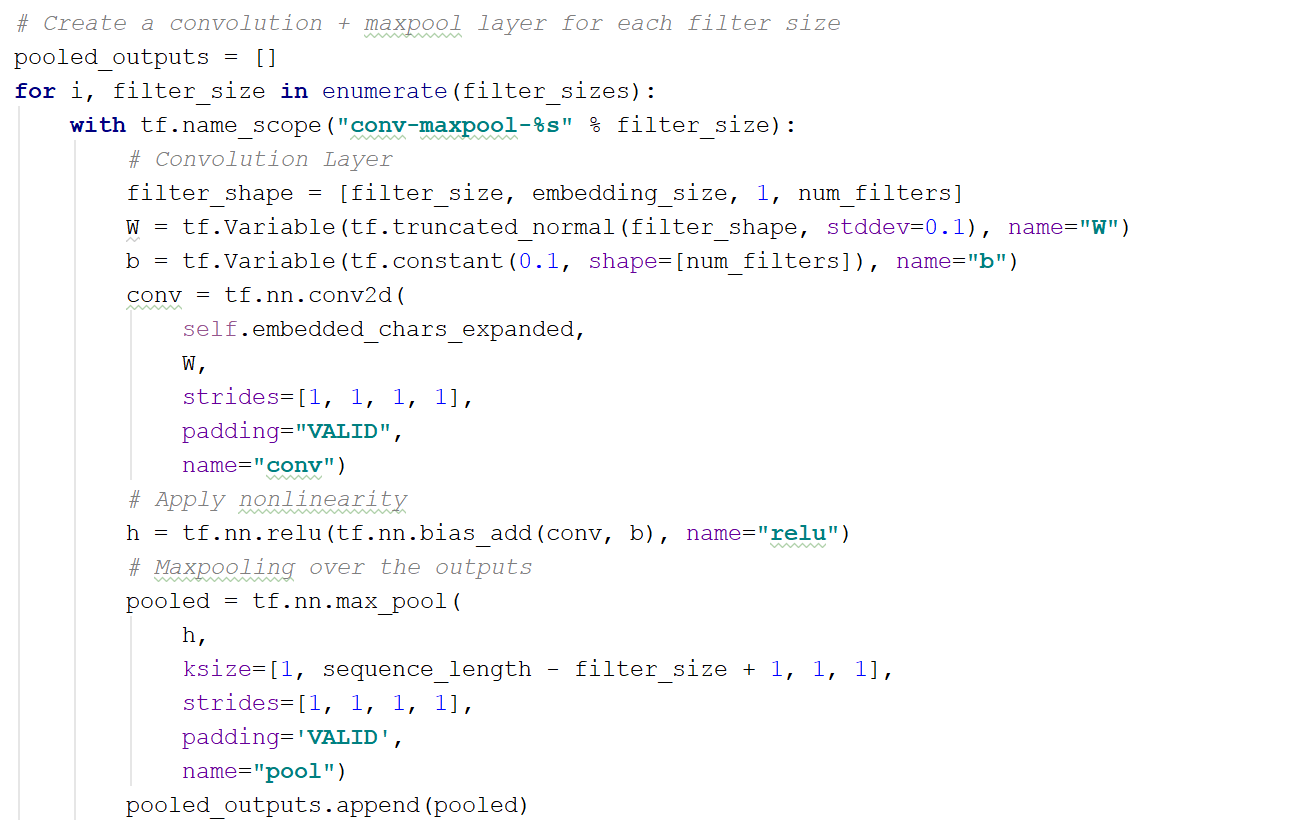 # Create a convolution + maxpool layer for each filter size
pooled_outputs = []
for i, filter_size in enumerate(filter_sizes):
    with tf.name_scope("conv-maxpool-%s" % filter_size):
        # Convolution Layer
        filter_shape = [filter_size, embedding_size, 1, num_filters]
        W = tf.Variable(tf.truncated_normal(filter_shape, stddev=0.1), name="W")
        b = tf.Variable(tf.constant(0.1, shape=[num_filters]), name="b")
        conv = tf.nn.conv2d(
            self.embedded_chars_expanded,
            W,
            strides=[1, 1, 1, 1],
            padding="VALID",
            name="conv")
        # Apply nonlinearity
        h = tf.nn.relu(tf.nn.bias_add(conv, b), name="relu")
        # Maxpooling over the outputs
        pooled = tf.nn.max_pool(
            h,
            ksize=[1, sequence_length - filter_size + 1, 1, 1],
            strides=[1, 1, 1, 1],
            padding='VALID',
            name="pool")
        pooled_outputs.append(pooled)